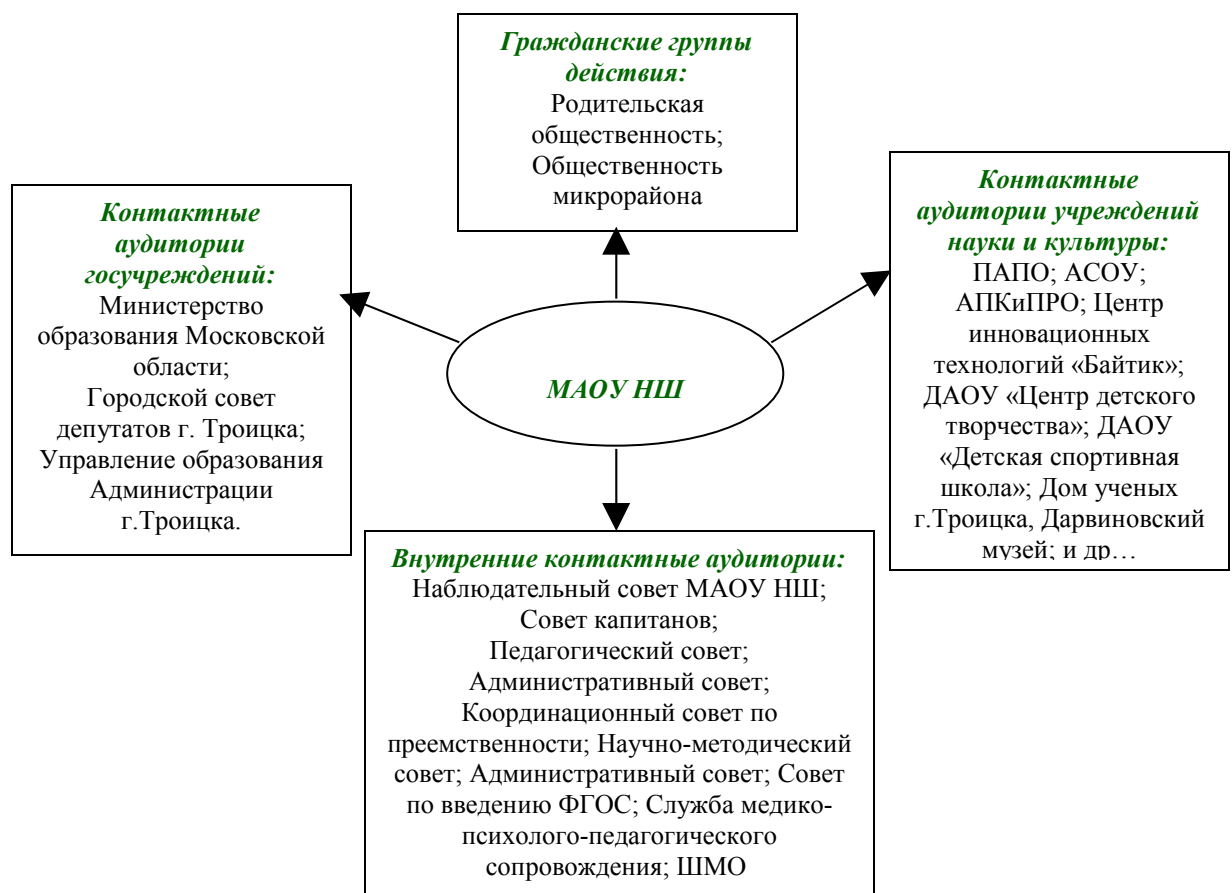 Гражданские группы
действия:
Родительская
общественность;
Общественность
микрорайона
Контактные
аудитории
госучреждений:
Министерство
образования Московской
области;
Городской совет
депутатов г. Троицка;
Управление образования
Администрации
г.Троицка.
Контактные
аудитории учреждений
науки и культуры:
ПАПО; АСОУ;
АПКиПРО; Центр
инновационных
технологий «Байтик»;
ДАОУ «Центр детского
творчества»; ДАОУ
«Детская спортивная
школа»; Дом ученых
г.Троицка, Дарвиновский
музей; и др…
МАОУ НШ
Внутренние контактные аудитории:
Наблюдательный совет МАОУ НШ;
Совет капитанов;
Педагогический совет;
Административный совет;
Координационный совет по
преемственности; Научно-методический
совет; Административный совет; Совет
по введению ФГОС; Служба медико-
психолого-педагогического
сопровождения; ШМО